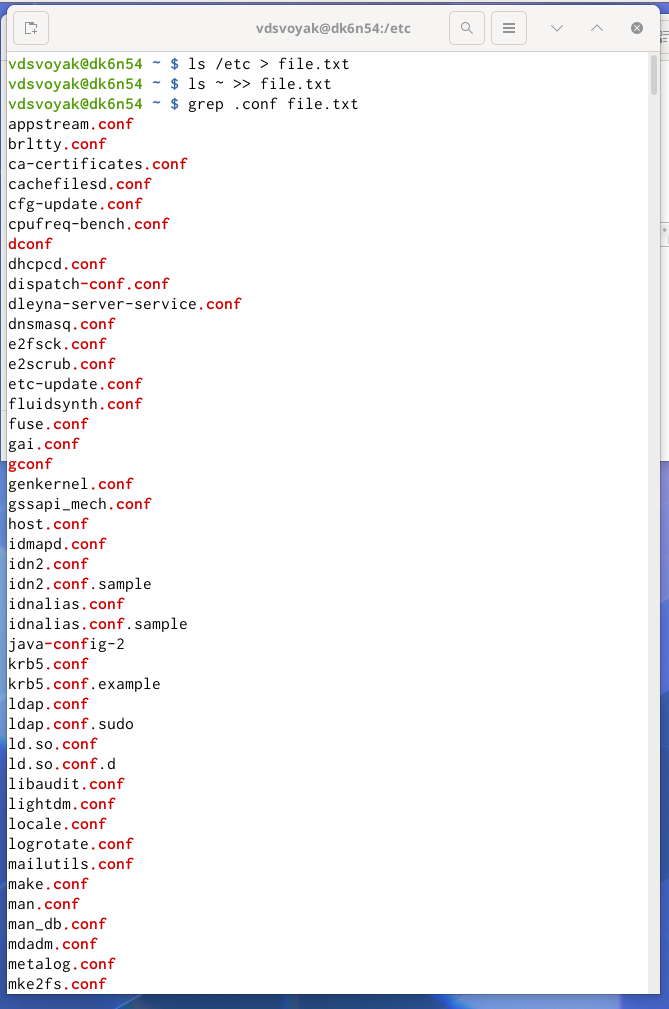 vdsvoyak@dk6n54:/etc
vdsvoyak@dk6n54 ~ $ ls /etc > file.txt
vdsvoyak@dk6n54 ~ $ ls ~ >> file.txt
vdsvoyak@dk6n54 ~ $ grep .conf file.txt
appstream.conf
brltty.conf
ca-certificates.conf
cachefilesd.conf
cfg-update.conf
cpufreq-bench.conf
dconf
dhcpcd.conf
dispatch-conf.conf
dleyna-server-service.conf
dnsmasq.conf
e2fsck.conf
e2scrub.conf
etc-update.conf
fluidsynth.conf
fuse.conf
gai.conf
gconf
genkernel.conf
gssapi_mech.conf
host.conf
idmapd.conf
idn2.conf
idn2.conf.sample
idnalias.conf
idnalias.conf.sample
java-config-2
krb5.conf
krb5.conf.example
ldap.conf
ldap.conf.sudo
ld.so.conf
ld.so.conf.d
libaudit.conf
lightdm.conf
locale.conf
logrotate.conf
mailutils.conf
make.conf
man.conf
man_db.conf
mdadm.conf
metalog.conf
mke2fs.conf